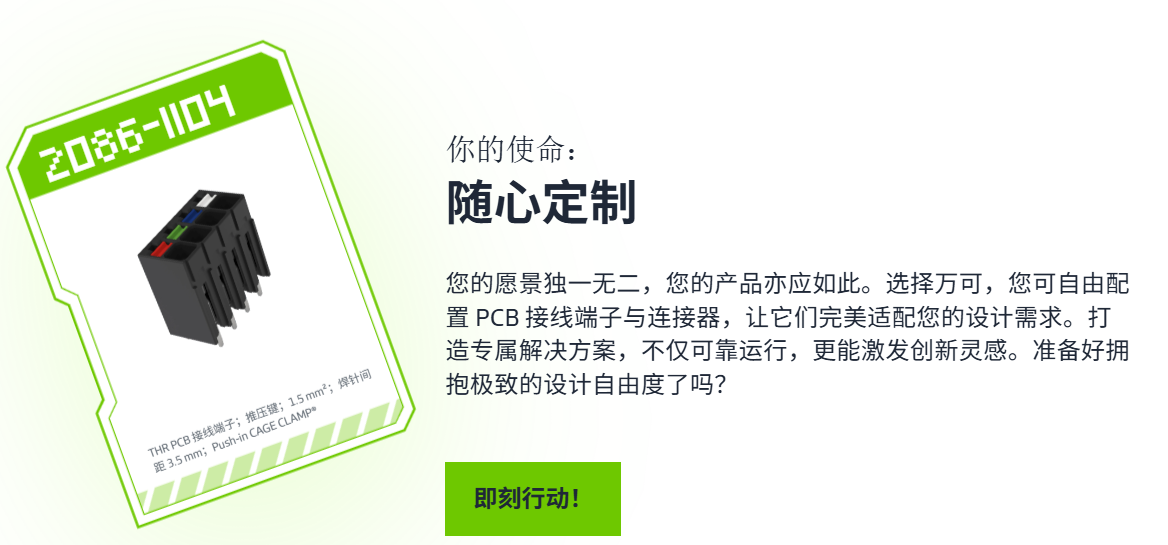 2086-1104
THR PCB 接线端子；推压键；1.5 mm²；焊针间
距 3.5 mm；Push-in CAGE CLAMP®
你的使命：
随心定制
您的愿景独一无二，您的产品亦应如此。选择万可，您可自由配
置 PCB 接线端子与连接器，让它们完美适配您的设计需求。打
造专属解决方案，不仅可靠运行，更能激发创新灵感。准备好拥
抱极致的设计自由度了吗？
即刻行动！